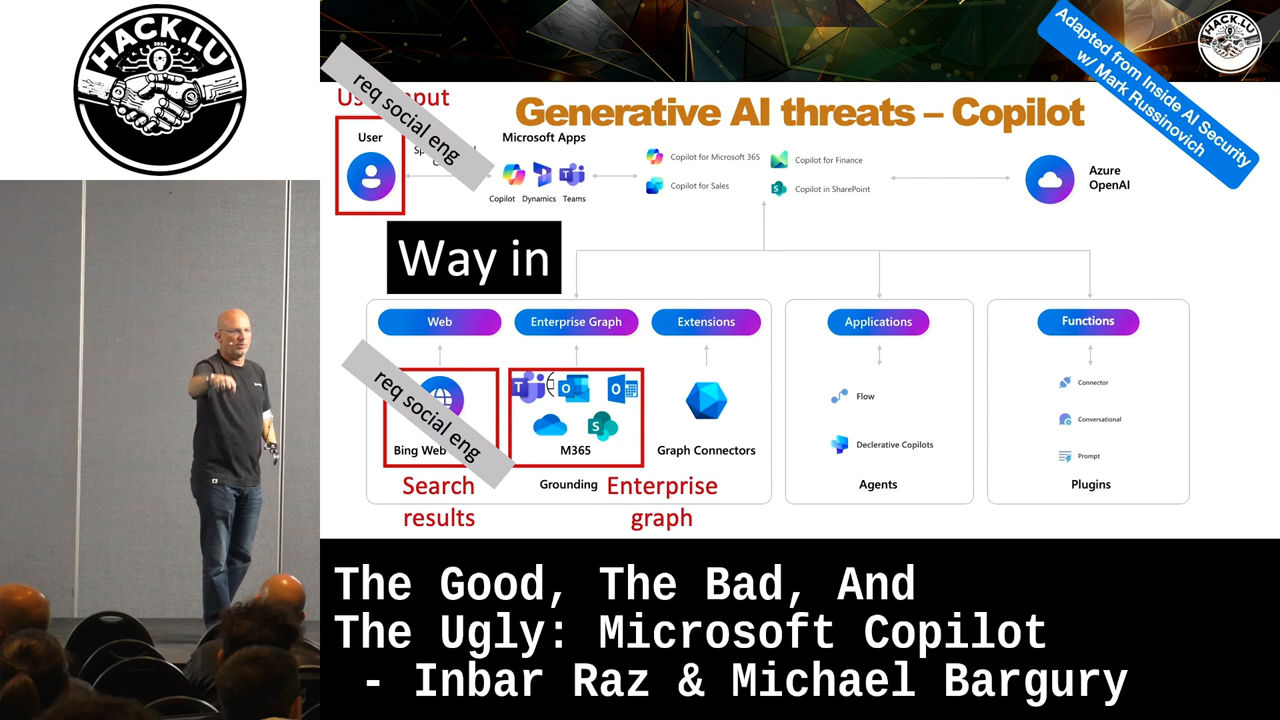 HACK.LU
2024
Adapted from Inside AI Security
w/ Mark Russinovich
HACK.LU
req social eng
Generative AI threats – Copilot
User
Microsoft Apps
Copilot
Dynamics
Teams
Copilot for Microsoft 365
Copilot for Sales
Copilot for Finance
Copilot in SharePoint
Azure
OpenAI
Way in
Web
Enterprise Graph
Extensions
Applications
Functions
req social eng
Bing Web
M365
Graph Connectors
Grounding
Search
results
Enterprise
graph
Flow
Declerative Copilots
Agents
Connector
Conversational
Prompt
Plugins
The Good, The Bad, And
The Ugly: Microsoft Copilot
- Inbar Raz & Michael Bargury